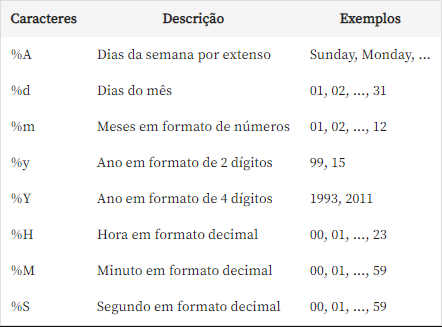 Caracteres Descrição Exemplos
%A Dias da semana por extenso Sunday, Monday, ...
%d Dias do mês 01, 02, ..., 31
%m Meses em formato de números 01, 02, ..., 12
%y Ano em formato de 2 dígitos 99, 15
%Y Ano em formato de 4 dígitos 1993, 2011
%H Hora em formato decimal 00, 01, ..., 23
%M Minuto em formato decimal 00, 01, ..., 59
%S Segundo em formato decimal 00, 01, ..., 59